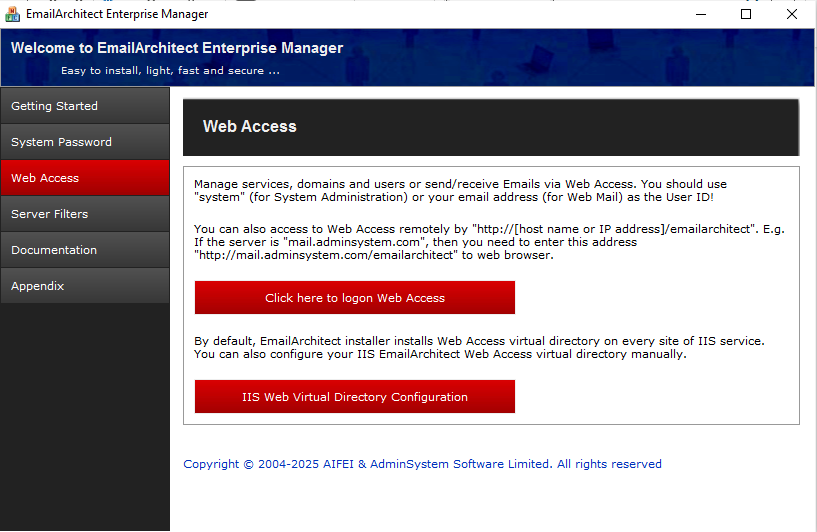 EmailArchitect Enterprise Manager
Welcome to EmailArchitect Enterprise Manager
Easy to install, light, fast and secure ...
Getting Started
System Password
Web Access
Server Filters
Documentation
Appendix
Web Access
Manage services, domains and users or send/receive Emails via Web Access. You should use
"system" (for System Administration) or your email address (for Web Mail) as the User ID!
You can also access to Web Access remotely by "http://[host name or IP address]/emailarchitect". E.g.
If the server is "mail.adminsystem.com", then you need to enter this address
"http://mail.adminsystem.com/emailarchitect" to web browser.
Click here to logon Web Access
By default, EmailArchitect installer installs Web Access virtual directory on every site of IIS service.
You can also configure your IIS EmailArchitect Web Access virtual directory manually.
IIS Web Virtual Directory Configuration
Copyright © 2004-2025 AIFEI & AdminSystem Software Limited. All rights reserved